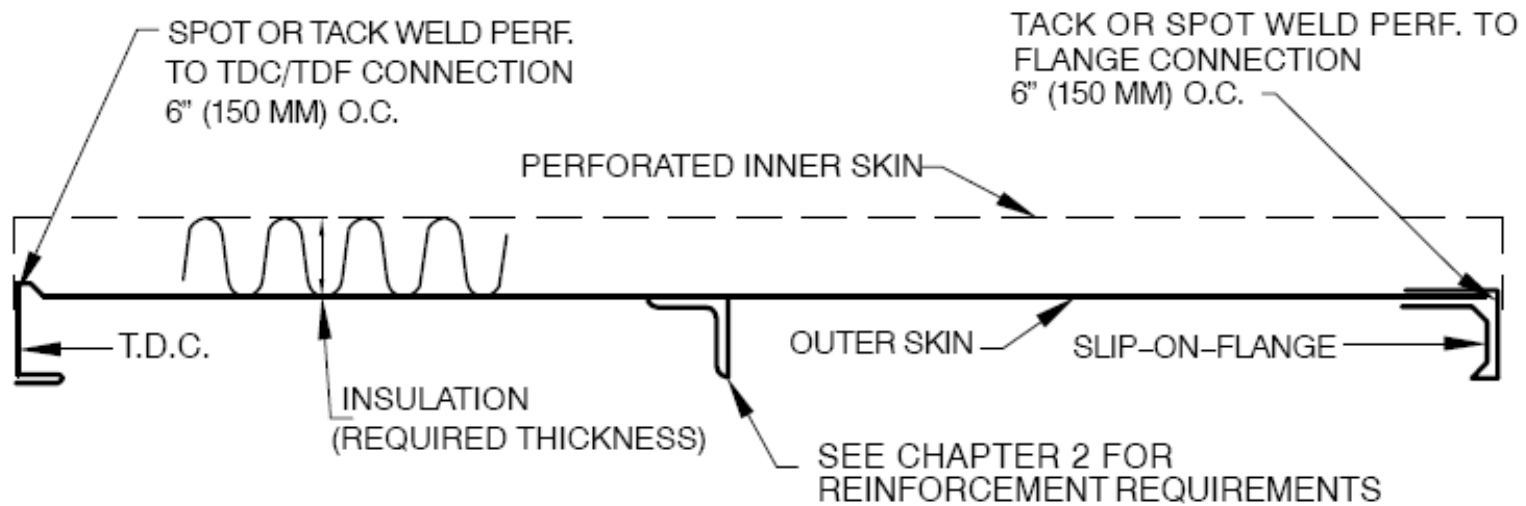 SPOT OR TACK WELD PERF.
TO TDC/TDF CONNECTION
6” (150 MM) O.C.
TACK OR SPOT WELD PERF. TO
FLANGE CONNECTION
6” (150 MM) O.C.
PERFORATED INNER SKIN
T.D.C.
OUTER SKIN
SLIP–ON–FLANGE
INSULATION
(REQUIRED THICKNESS)
SEE CHAPTER 2 FOR
REINFORCEMENT REQUIREMENTS